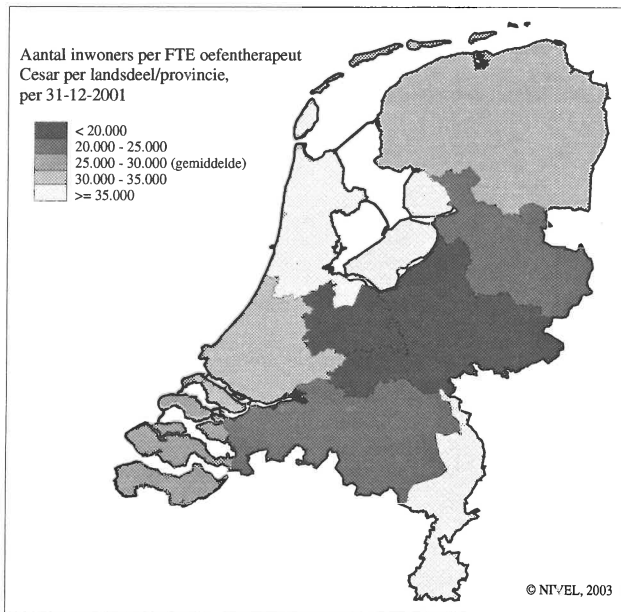 Aantal inwoners per FTE oefentherapeut
Cesar per landsdeel/provincie,
per 31-12-2001
< 20.000
20.000 - 25.000
25.000 - 30.000 (gemiddelde)
30.000 - 35.000
>= 35.000
© NIVEL, 2003